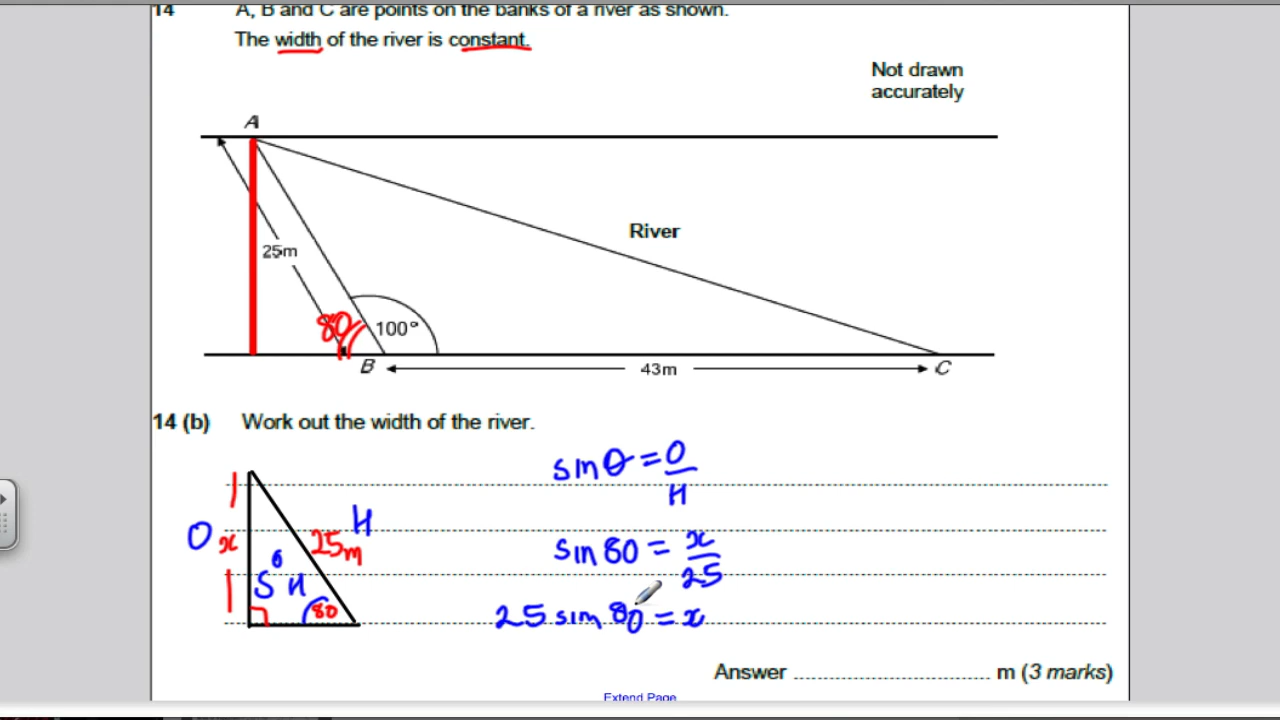 14 A, B and C are points on the banks of a river as shown.
The width of the river is constant.
Not drawn
accurately
A
25m
River
80
100°
B
43m
C
14 (b) Work out the width of the river.
sin θ = O/H
O x 25m H
sin 80 = x/25
SOH
80
25 sin 80 = x
Answer ........................................ m (3 marks)
Extend Page